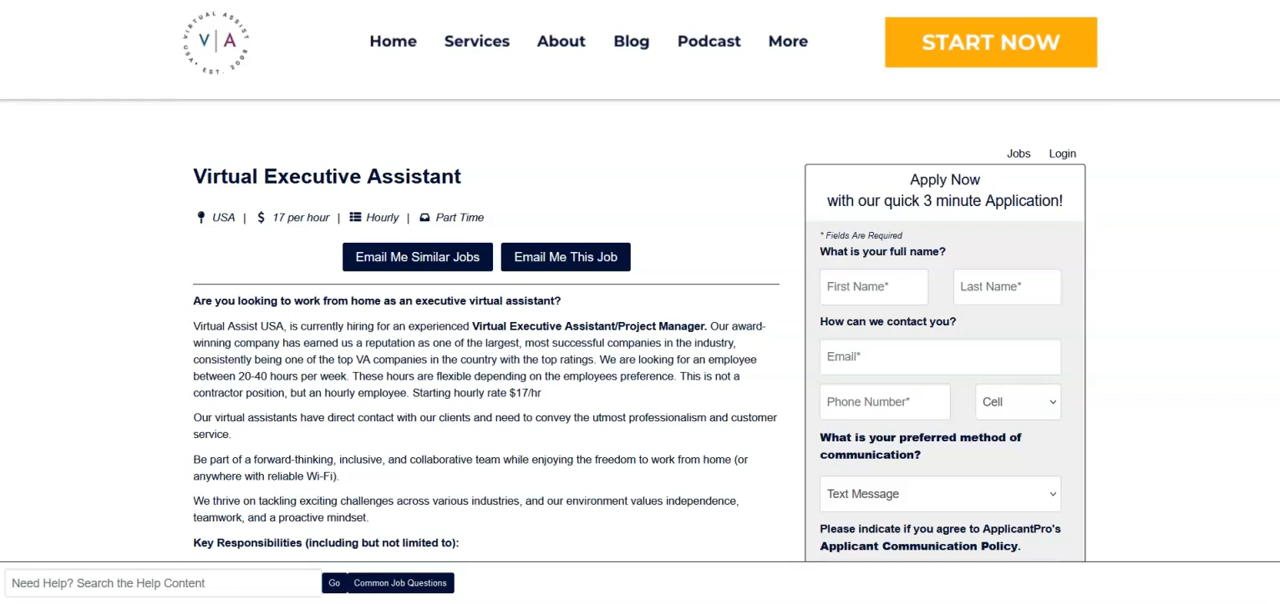 VIRTUAL ASSIST USA EST. 2008
V|A
Home Services About Blog Podcast More
START NOW
Jobs Login
Virtual Executive Assistant
USA | $ 17 per hour | Hourly | Part Time
Email Me Similar Jobs Email Me This Job
Are you looking to work from home as an executive virtual assistant?
Virtual Assist USA, is currently hiring for an experienced Virtual Executive Assistant/Project Manager. Our award-
winning company has earned us a reputation as one of the largest, most successful companies in the industry,
consistently being one of the top VA companies in the country with the top ratings. We are looking for an employee
between 20-40 hours per week. These hours are flexible depending on the employees preference. This is not a
contractor position, but an hourly employee. Starting hourly rate $17/hr
Our virtual assistants have direct contact with our clients and need to convey the utmost professionalism and customer
service.
Be part of a forward-thinking, inclusive, and collaborative team while enjoying the freedom to work from home (or
anywhere with reliable Wi-Fi).
We thrive on tackling exciting challenges across various industries, and our environment values independence,
teamwork, and a proactive mindset.
Key Responsibilities (including but not limited to):
Apply Now
with our quick 3 minute Application!
* Fields Are Required
What is your full name?
First Name* Last Name*
How can we contact you?
Email*
Phone Number* Cell
What is your preferred method of
communication?
Text Message
Please indicate if you agree to ApplicantPro's
Applicant Communication Policy.
Need Help? Search the Help Content Go Common Job Questions